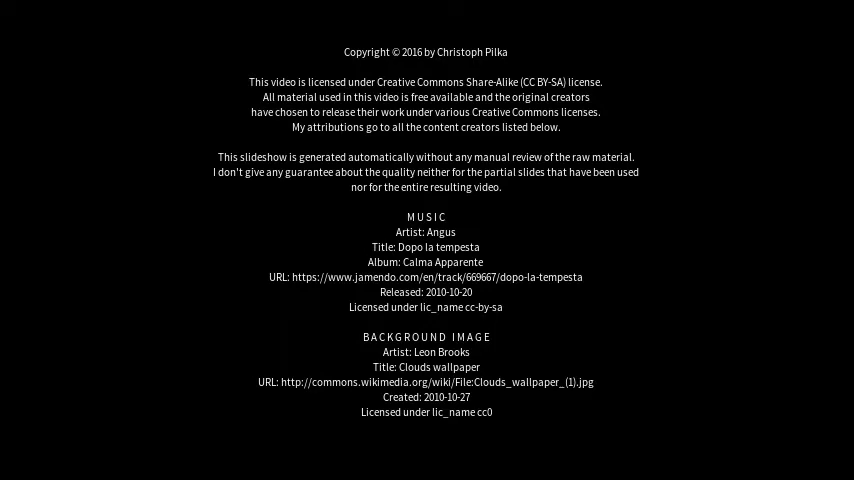 Copyright © 2016 by Christoph Pilka
This video is licensed under Creative Commons Share-Alike (CC BY-SA) license.
All material used in this video is free available and the original creators
have chosen to release their work under various Creative Commons licenses.
My attributions go to all the content creators listed below.
This slideshow is generated automatically without any manual review of the raw material.
I don't give any guarantee about the quality neither for the partial slides that have been used
nor for the entire resulting video.
MUSIC
Artist: Angus
Title: Dopo la tempesta
Album: Calma Apparente
URL: https://www.jamendo.com/en/track/669667/dopo-la-tempesta
Released: 2010-10-20
Licensed under lic_name cc-by-sa
BACKGROUND IMAGE
Artist: Leon Brooks
Title: Clouds wallpaper
URL: http://commons.wikimedia.org/wiki/File:Clouds_wallpaper_(1).jpg
Created: 2010-10-27
Licensed under lic_name cc0